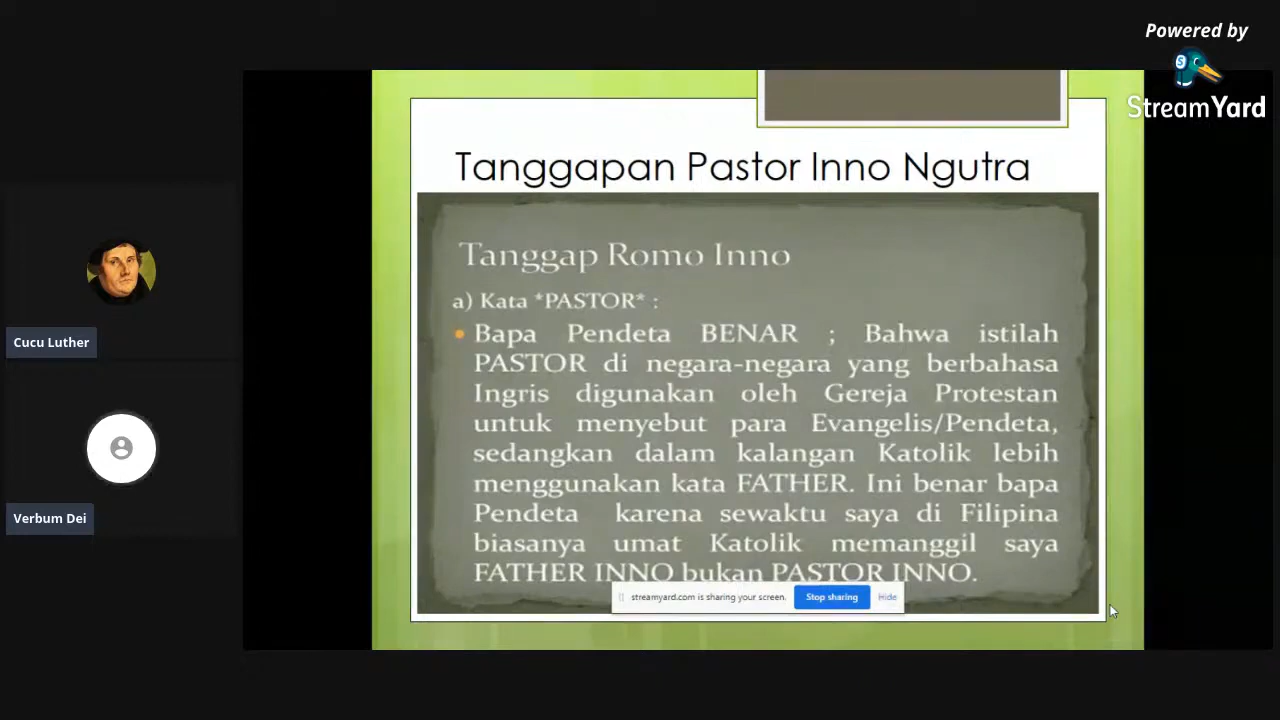 Powered by
StreamYard
Tanggapan Pastor Inno Ngutra
Tanggap Romo Inno
a) Kata *PASTOR* :
• Bapa Pendeta BENAR ; Bahwa istilah
PASTOR di negara-negara yang berbahasa
Ingris digunakan oleh Gereja Protestan
untuk menyebut para Evangelis/Pendeta,
sedangkan dalam kalangan Katolik lebih
menggunakan kata FATHER. Ini benar bapa
Pendeta karena sewaktu saya di Filipina
biasanya umat Katolik memanggil saya
FATHER INNO bukan PASTOR INNO.
streamyard.com is sharing your screen.
Stop sharing
Hide
Cucu Luther
Verbum Dei